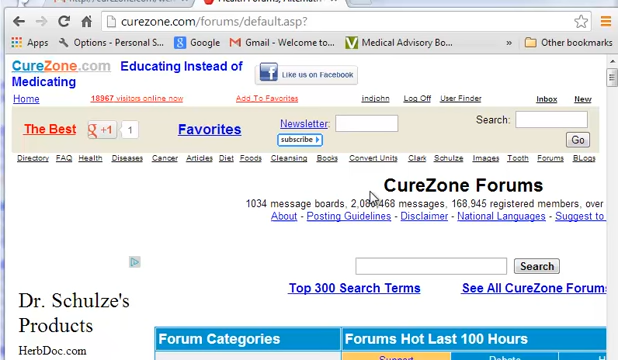 curezone.com/forums/default.asp?
Apps Options - Personal S... Google Gmail - Welcome to... Medical Advisory Bo... Other bookmarks
CureZone.com Educating Instead of Medicating
Like us on Facebook
Home 18967 visitors online now Add To Favorites indjohn Log Off User Finder Inbox New
The Best g +1 1 Favorites Newsletter: Search:
subscribe Go
Directory FAQ Health Diseases Cancer Articles Diet Foods Cleansing Books Convert Units Clark Schulze Images Tooth Forums BLogs
CureZone Forums
1034 message boards, messages, 168,945 registered members, over
About - Posting Guidelines - Disclaimer - National Languages - Suggest to
Search
Top 300 Search Terms See All CureZone Forums
Dr. Schulze's
Products
HerbDoc.com
Forum Categories Forums Hot Last 100 Hours
Support Debate